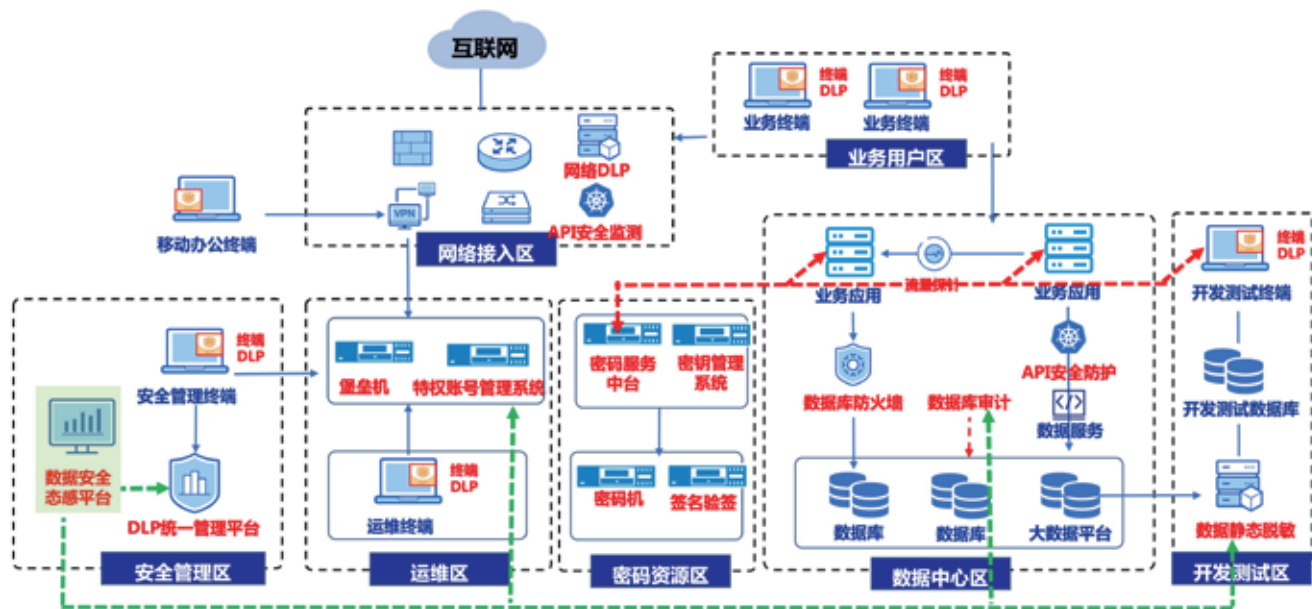 互联网
终端
DLP
终端
DLP
业务终端
业务终端
业务用户区
网络DLP
VPN
API安全监测
移动办公终端
网络接入区
终端
DLP
业务应用
流量探针
业务应用
开发测试终端
终端
DLP
安全管理终端
堡垒机
特权账号管理系统
密码服务
中台
密钥管理
系统
API安全防护
数据库防火墙
数据库审计
数据服务
开发测试数据库
数据安全
态感平台
DLP统一管理平台
终端
DLP
运维终端
密码机
签名验签
数据库
数据库
大数据平台
数据静态脱敏
安全管理区
运维区
密码资源区
数据中心区
开发测试区